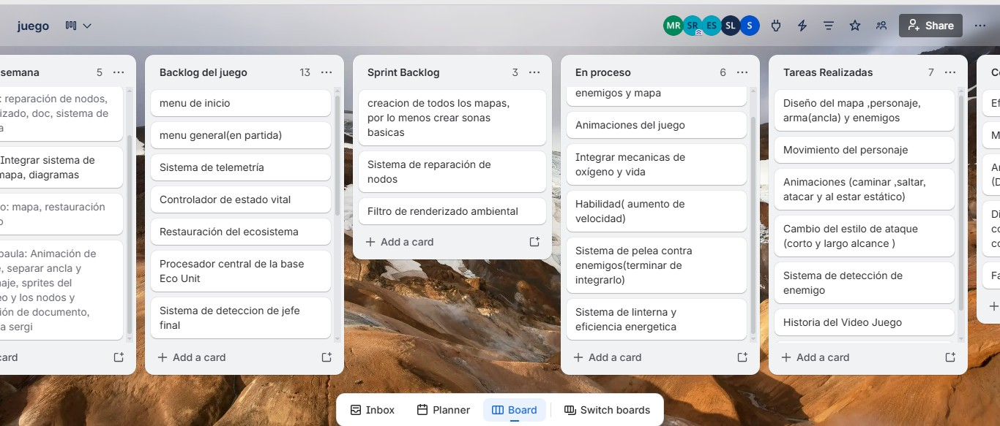 juego
MR
SR
ES
SL
S
Share
semana
5
: reparación de nodos,
izado, doc, sistema de
a
Integrar sistema de
mapa, diagramas
o: mapa, restauración
o
paula: Animación de
, separar ancla y
naje, sprites del
eo y los nodos y
ión de documento,
a sergi
card
Backlog del juego
13
menu de inicio
menu general(en partida)
Sistema de telemetría
Controlador de estado vital
Restauración del ecosistema
Procesador central de la base
Eco Unit
Sistema de deteccion de jefe
final
Add a card
Sprint Backlog
3
creacion de todos los mapas,
por lo menos crear sonas
basicas
Sistema de reparación de
nodos
Filtro de renderizado ambiental
Add a card
En proceso
6
enemigos y mapa
Animaciones del juego
Integrar mecanicas de
oxígeno y vida
Habilidad( aumento de
velocidad)
Sistema de pelea contra
enemigos(terminar de
integrarlo)
Sistema de linterna y
eficiencia energetica
Add a card
Tareas Realizadas
7
Diseño del mapa ,personaje,
arma(ancla) y enemigos
Movimiento del personaje
Animaciones (caminar ,saltar,
atacar y al estar estático)
Cambio del estilo de ataque
(corto y largo alcance )
Sistema de detección de
enemigo
Historia del Video Juego
Add a card
Inbox
Planner
Board
Switch boards